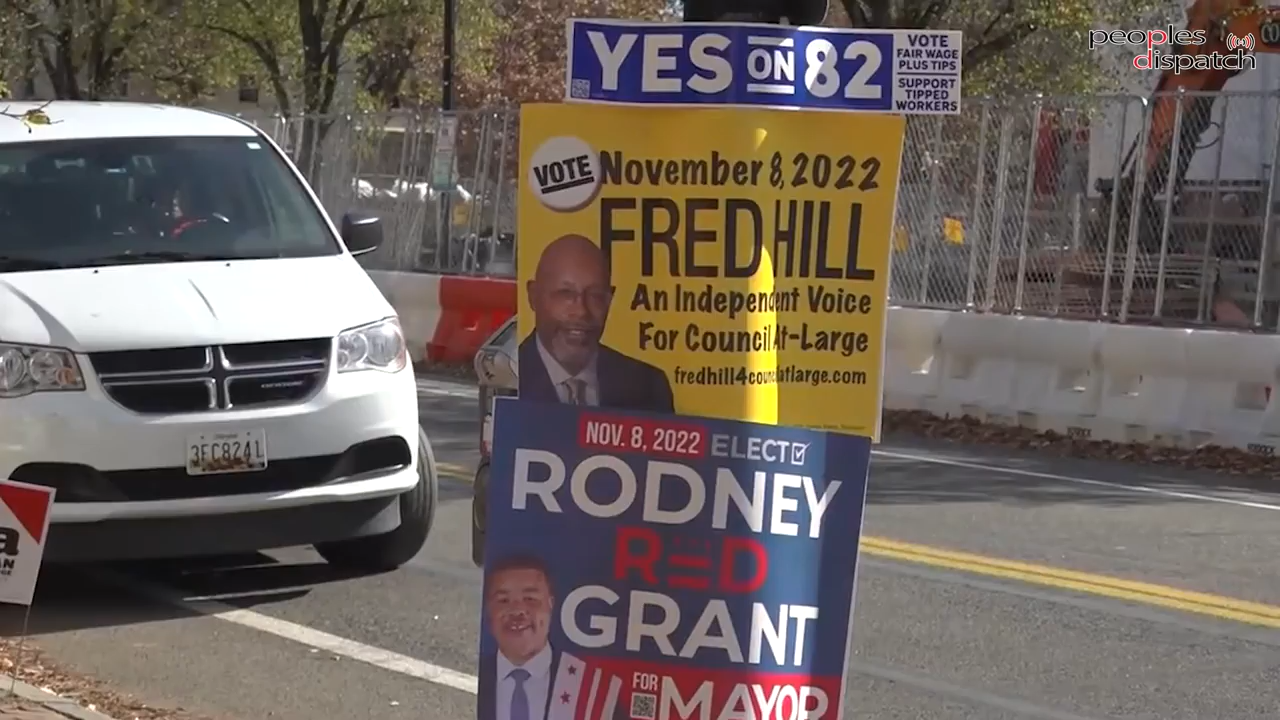 peoples
dispatch
YES ON 82
VOTE
FAIR WAGE
PLUS TIPS
SUPPORT
TIPPED
WORKERS
VOTE
November 8, 2022
FRED HILL
An Independent Voice
For Council At-Large
fredhill4councilatlarge.com
NOV. 8, 2022 ELECT
RODNEY
RED
GRANT
FOR
MAYOR
3FC8241
a
AN